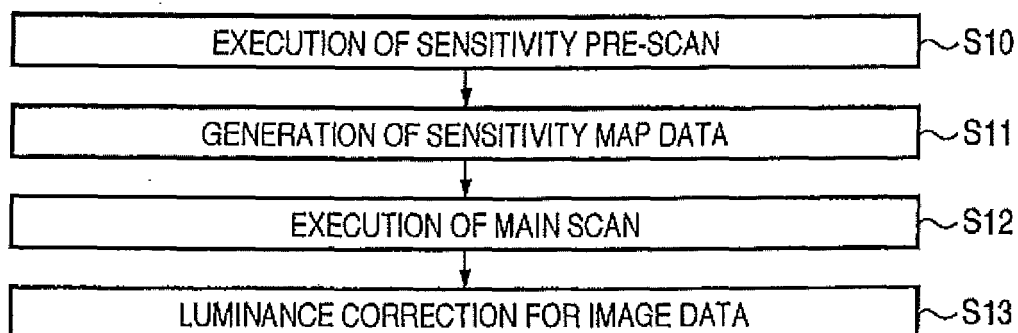 EXECUTION OF SENSITIVITY PRE-SCAN S10
GENERATION OF SENSITIVITY MAP DATA S11
EXECUTION OF MAIN SCAN S12
LUMINANCE CORRECTION FOR IMAGE DATA S13